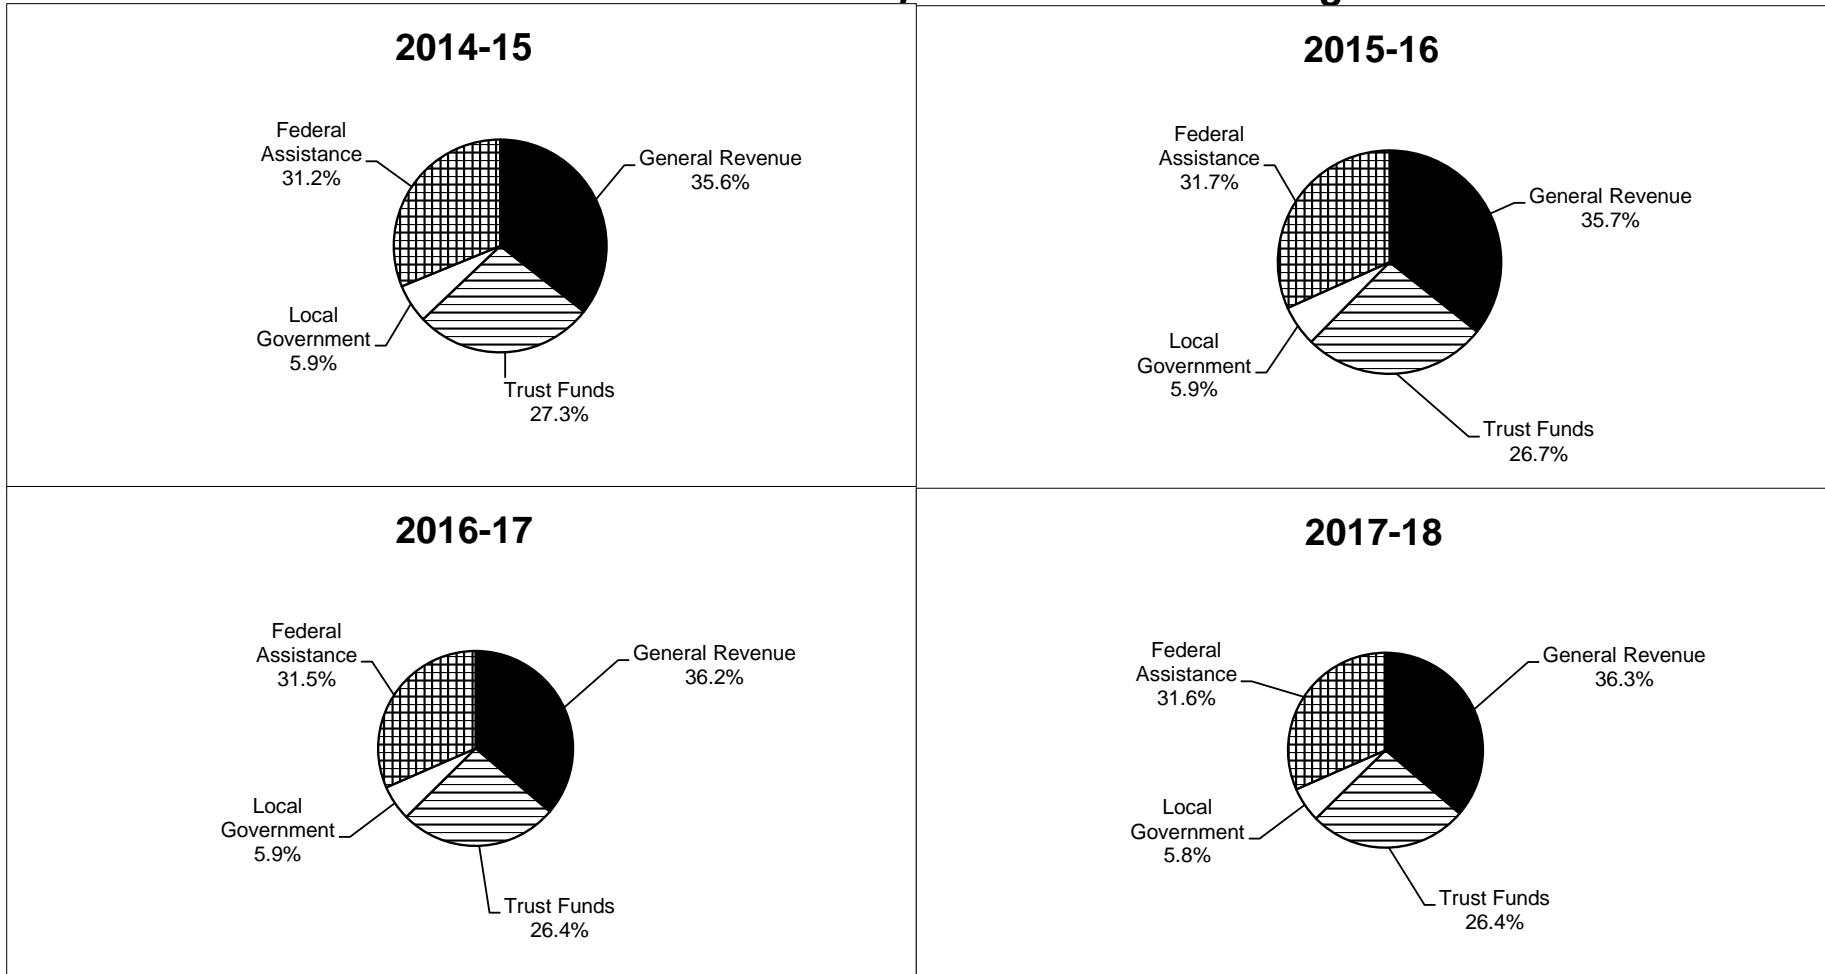 2014-15
Federal
Assistance
31.2%
General Revenue
35.6%
Local
Government
5.9%
Trust Funds
27.3%
2015-16
Federal
Assistance
31.7%
General Revenue
35.7%
Local
Government
5.9%
Trust Funds
26.7%
2016-17
Federal
Assistance
31.5%
General Revenue
36.2%
Local
Government
5.9%
Trust Funds
26.4%
2017-18
Federal
Assistance
31.6%
General Revenue
36.3%
Local
Government
5.8%
Trust Funds
26.4%